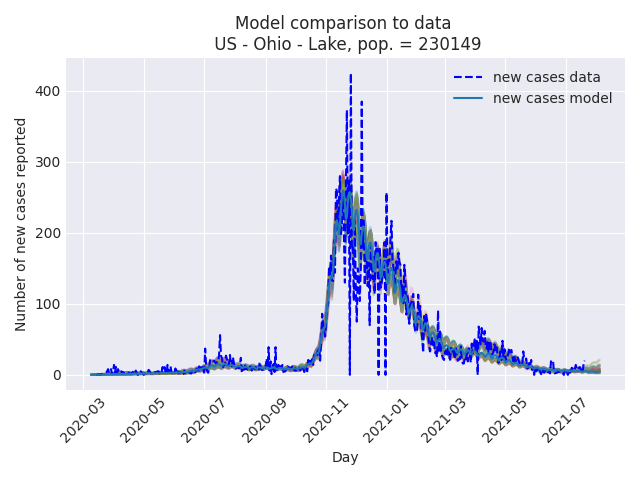 Model comparison to data
US - Ohio - Lake, pop. = 230149
new cases data
new cases model
Number of new cases reported
400
300
200
100
0
2020-03
2020-05
2020-07
2020-09
2020-11
2021-01
2021-03
2021-05
2021-07
Day